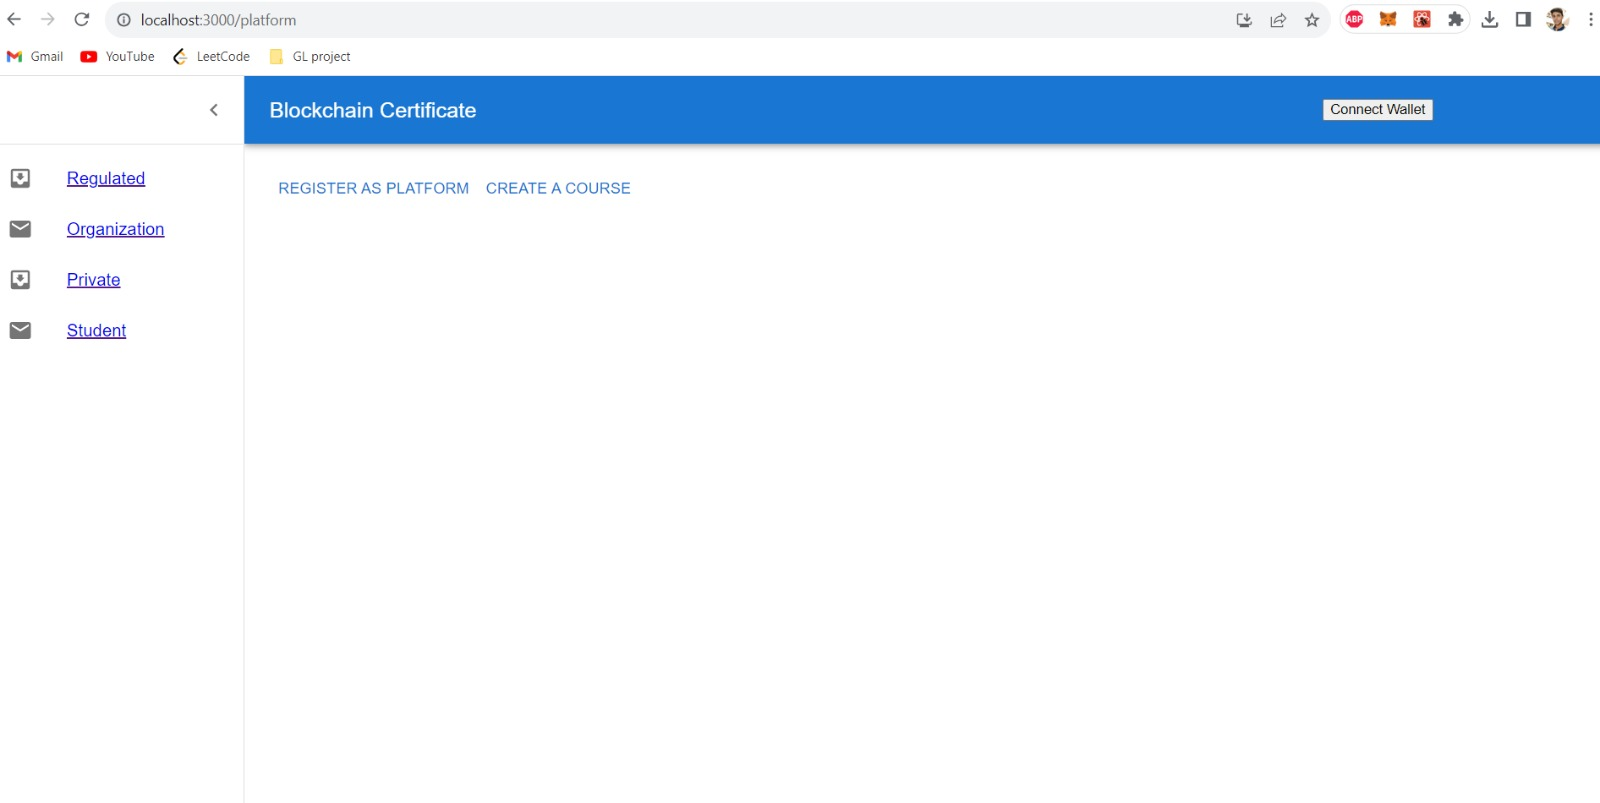 localhost:3000/platform
ABP
Gmail YouTube LeetCode GL project
Blockchain Certificate Connect Wallet
Regulated
Organization
Private
Student
REGISTER AS PLATFORM CREATE A COURSE